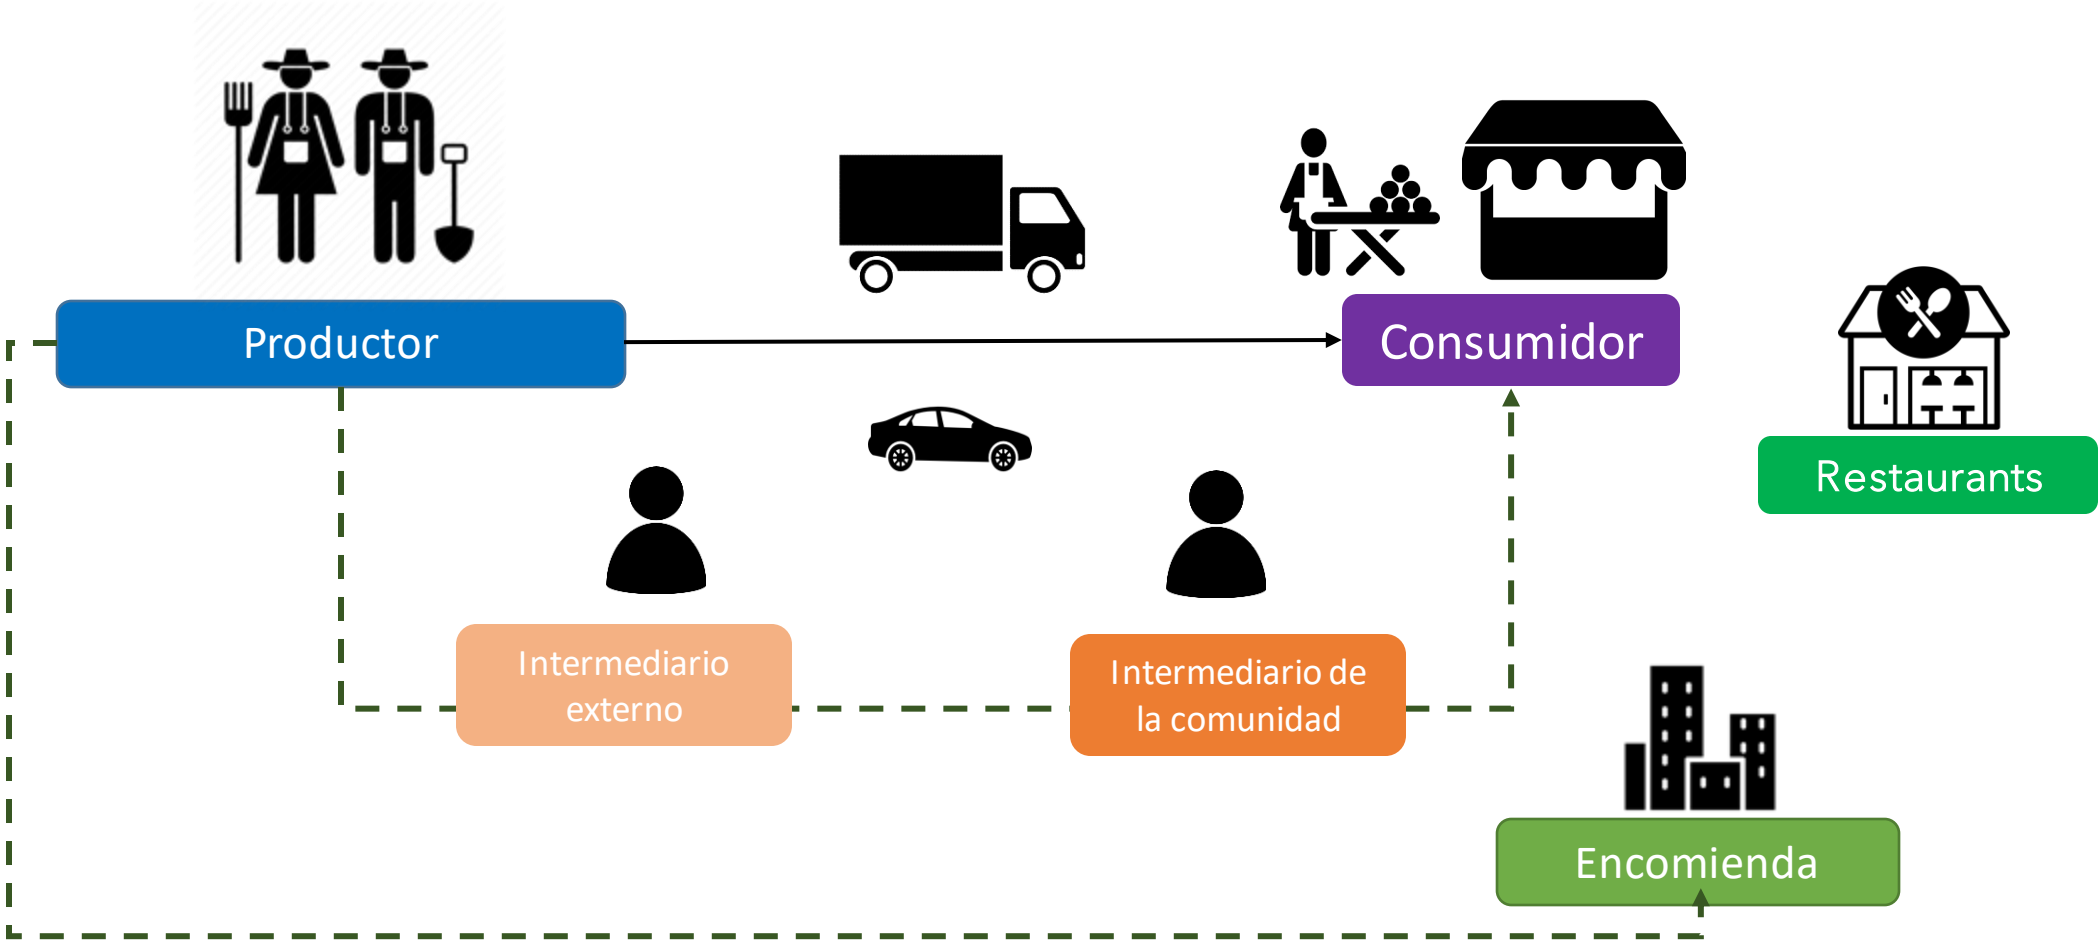 Productor
Consumidor
Restaurants
Intermediario
externo
Intermediario de
la comunidad
Encomienda